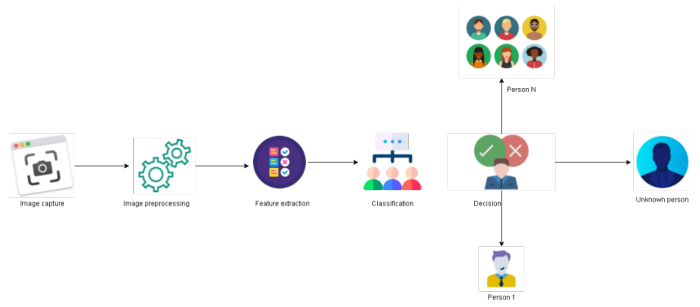 Person N
Image capture
Image preprocessing
Feature extraction
Classification
Decision
Unknown person
Person 1